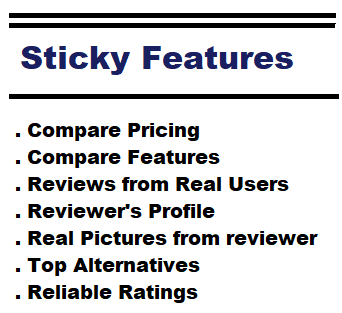 Sticky Features
. Compare Pricing
. Compare Features
. Reviews from Real Users
. Reviewer's Profile
. Real Pictures from reviewer
. Top Alternatives
. Reliable Ratings